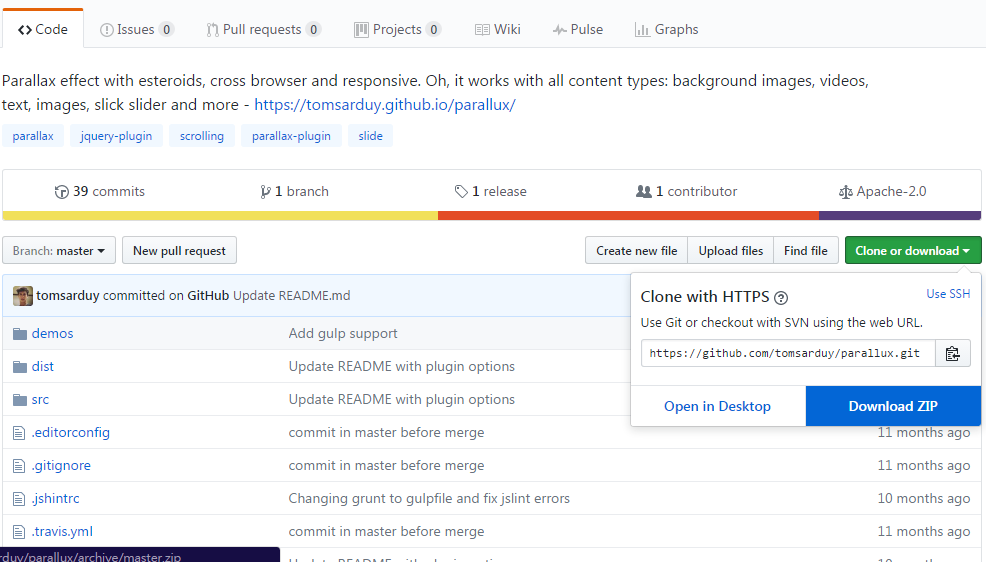 Code Issues 0 Pull requests 0 Projects 0 Wiki Pulse Graphs
Parallax effect with esteroids, cross browser and responsive. Oh, it works with all content types: background images, videos,
text, images, slick slider and more - https://tomsarduy.github.io/parallux/
parallax jquery-plugin scrolling parallax-plugin slide
39 commits 1 branch 1 release 1 contributor Apache-2.0
Branch: master New pull request Create new file Upload files Find file Clone or download
tomsarduy committed on GitHub Update README.md
Clone with HTTPS ? Use SSH
Use Git or checkout with SVN using the web URL.
https://github.com/tomsarduy/parallux.git
Open in Desktop Download ZIP
demos Add gulp support
dist Update README with plugin options
src Update README with plugin options
.editorconfig commit in master before merge 11 months ago
.gitignore commit in master before merge 11 months ago
.jshintrc Changing grunt to gulpfile and fix jslint errors 10 months ago
.travis.yml commit in master before merge 11 months ago
rduy/parallux/archive/master.zip